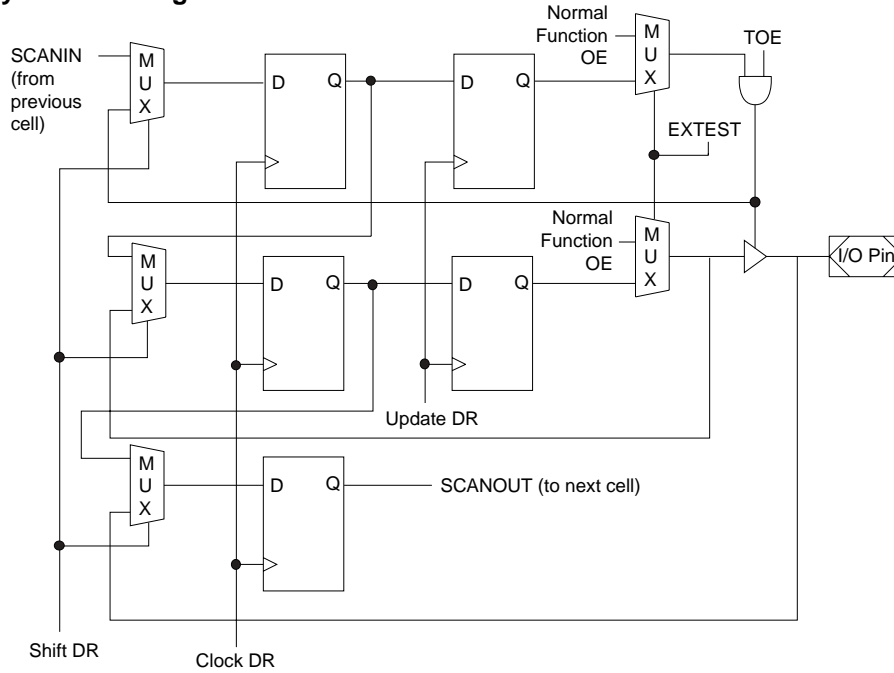 Normal
Function
OE
TOE
SCANIN
(from
previous
cell)
M
U
X
D Q
D Q
M
U
X
EXTEST
Normal
Function
OE
M
U
X
I/O Pin
M
U
X
D Q
D Q
Update DR
M
U
X
D Q
SCANOUT (to next cell)
Shift DR
Clock DR